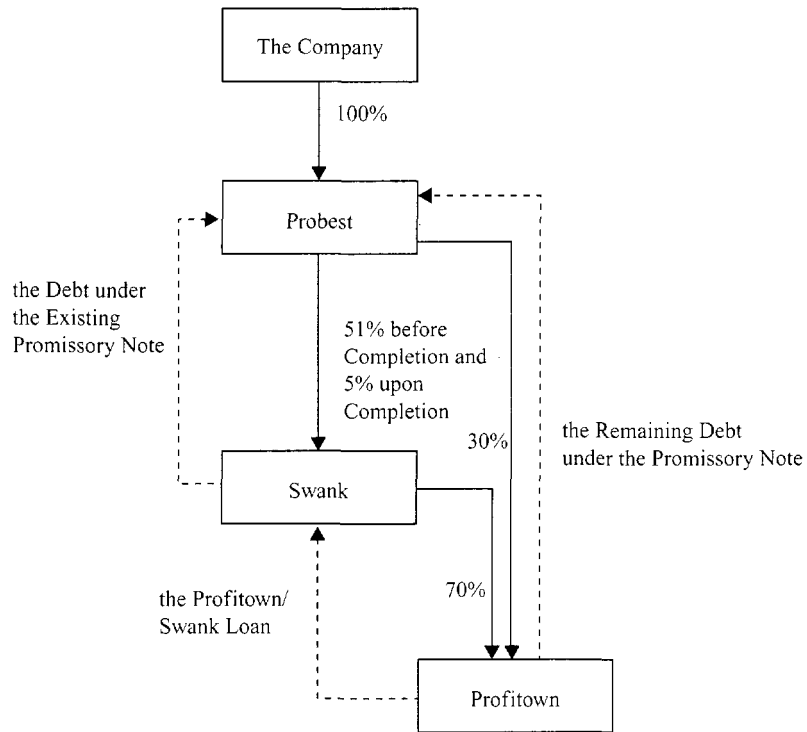 The Company
100%
Probest
the Debt under
the Existing
Promissory Note
51% before
Completion and
5% upon
Completion
30%
the Remaining Debt
under the Promissory Note
Swank
the Profitown/
Swank Loan
70%
Profitown